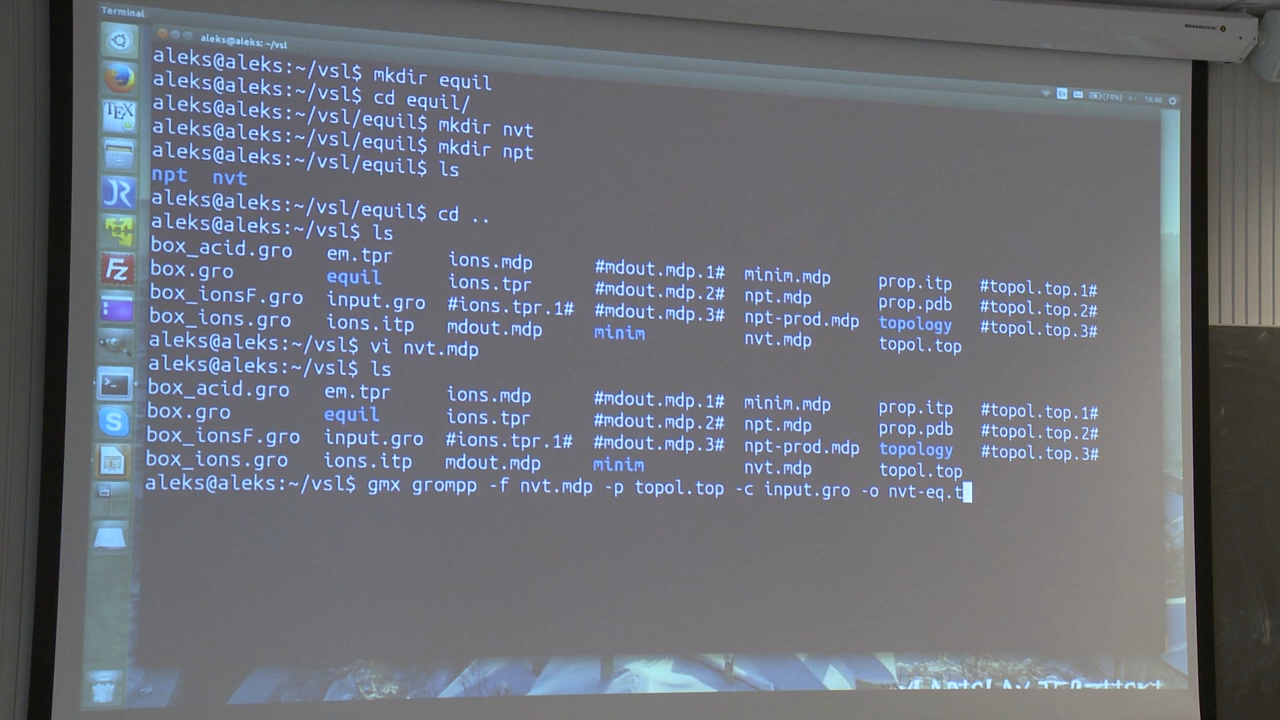 Terminal
aleks@aleks: ~/vsl
BRAINVIEW
En (74%) 16:46
aleks@aleks:~/vsl$ mkdir equil
aleks@aleks:~/vsl$ cd equil/
aleks@aleks:~/vsl/equil$ mkdir nvt
aleks@aleks:~/vsl/equil$ mkdir npt
aleks@aleks:~/vsl/equil$ ls
npt nvt
aleks@aleks:~/vsl/equil$ cd ..
aleks@aleks:~/vsl$ ls
box_acid.gro em.tpr ions.mdp #mdout.mdp.1# minim.mdp prop.itp #topol.top.1#
box.gro equil ions.tpr #mdout.mdp.2# npt.mdp prop.pdb #topol.top.2#
box_ionsF.gro input.gro #ions.tpr.1# #mdout.mdp.3# npt-prod.mdp topology #topol.top.3#
box_ions.gro ions.itp mdout.mdp minim nvt.mdp topol.top
aleks@aleks:~/vsl$ vi nvt.mdp
aleks@aleks:~/vsl$ ls
box_acid.gro em.tpr ions.mdp #mdout.mdp.1# minim.mdp prop.itp #topol.top.1#
box.gro equil ions.tpr #mdout.mdp.2# npt.mdp prop.pdb #topol.top.2#
box_ionsF.gro input.gro #ions.tpr.1# #mdout.mdp.3# npt-prod.mdp topology #topol.top.3#
box_ions.gro ions.itp mdout.mdp minim nvt.mdp topol.top
aleks@aleks:~/vsl$ gmx grompp -f nvt.mdp -p topol.top -c input.gro -o nvt-eq.t